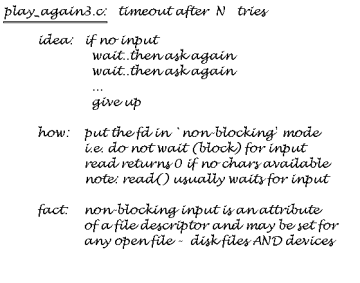 play_again3.c: timeout after N tries
idea: if no input
wait..then ask again
wait..then ask again
...
give up
how: put the fd in `non-blocking' mode
i.e. do not wait (block) for input
read returns 0 if no chars available
note: read() usually waits for input
fact: non-blocking input is an attribute
of a file descriptor and may be set for
any open file - disk files AND devices